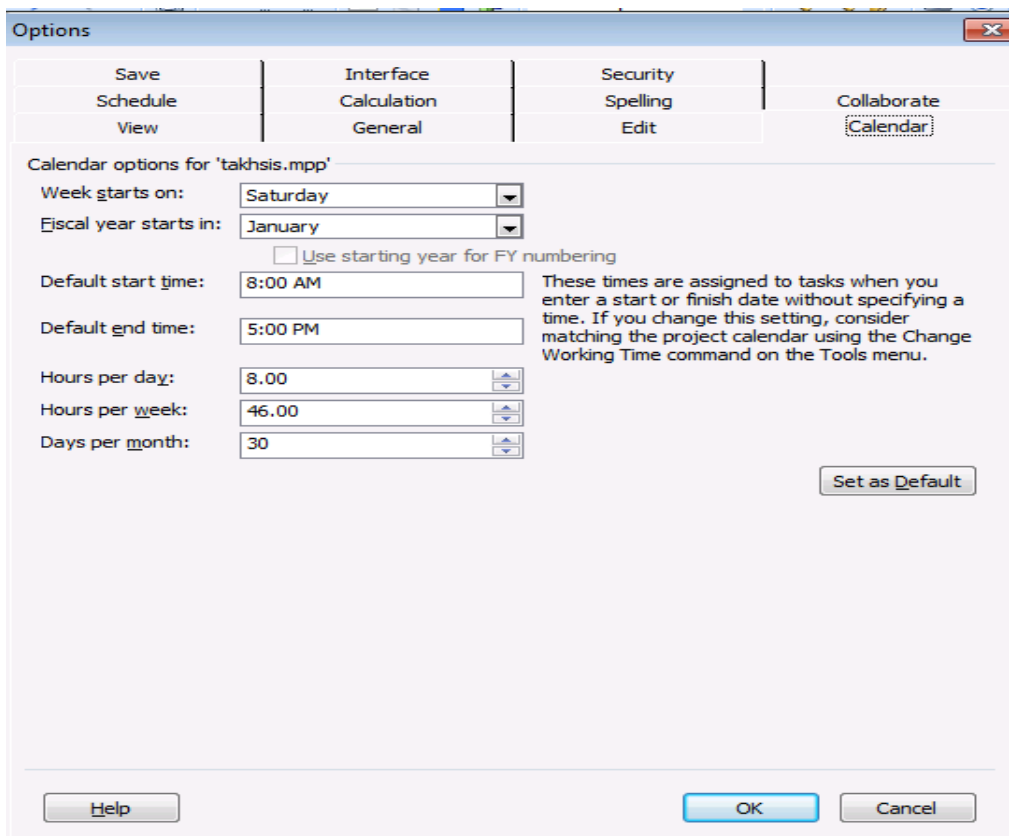 Options
Save Interface Security
Schedule Calculation Spelling Collaborate
View General Edit Calendar
Calendar options for 'takhsis.mpp'
Week starts on: Saturday
Fiscal year starts in: January
Use starting year for FY numbering
Default start time: 8:00 AM
Default end time: 5:00 PM
These times are assigned to tasks when you
enter a start or finish date without specifying a
time. If you change this setting, consider
matching the project calendar using the Change
Working Time command on the Tools menu.
Hours per day: 8.00
Hours per week: 46.00
Days per month: 30
Set as Default
Help OK Cancel